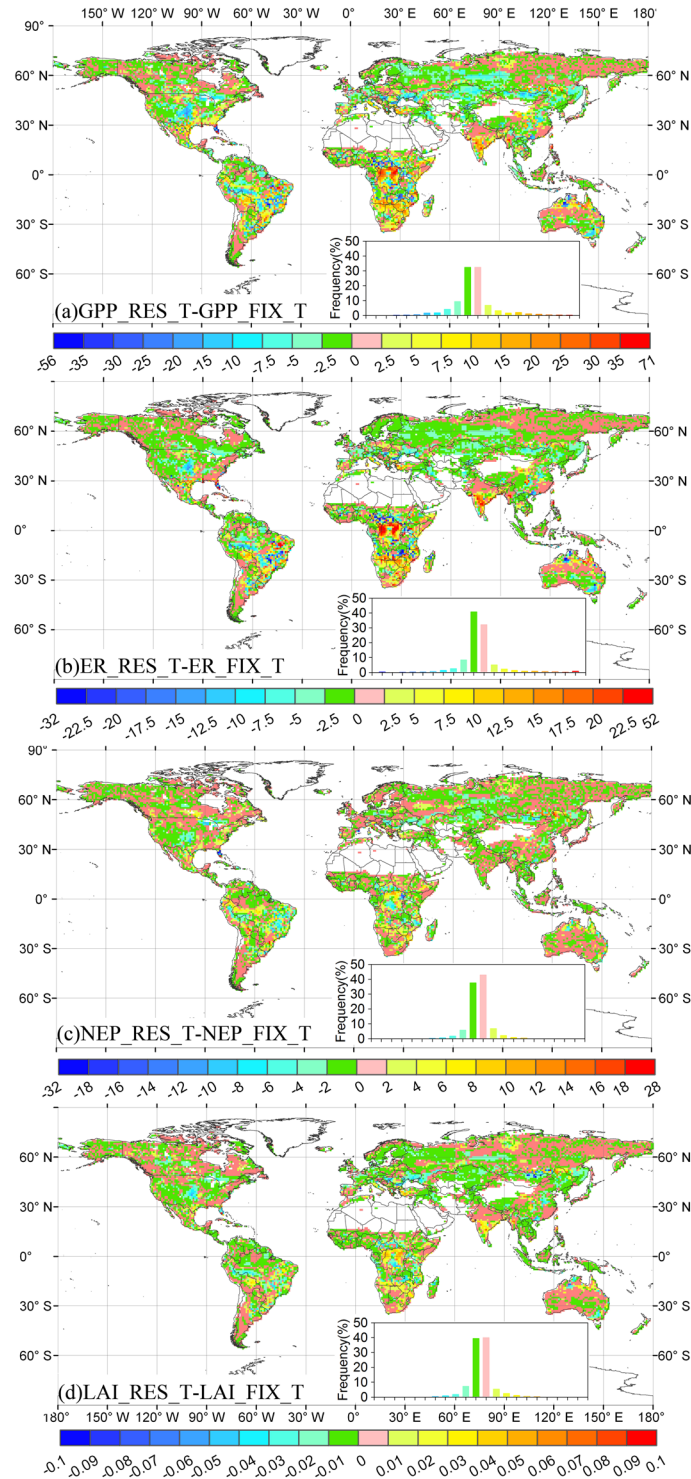 150° W 120° W 90° W 60° W 30° W 0° 30° E 60° E 90° E 120° E 150° E
90°
60° N 60° N
30° N 30° N
0° 0°
30° S 30° S
60° S 60° S
Frequency(%)
50
40
30
20
10
0
(a)GPP_RES_T-GPP_FIX_T
-56 -35 -30 -25 -20 -15 -10 -7.5 -5 -2.5 0 2.5 5 7.5 10 15 20 25 30 35 71
60° N 60° N
30° N 30° N
0° 0°
30° S 30° S
60° S 60° S
Frequency(%)
50
40
30
20
10
0
(b)ER_RES_T-ER_FIX_T
-32 -22.5 -20 -17.5 -15 -12.5 -10 -7.5 -5 -2.5 0 2.5 5 7.5 10 12.5 15 17.5 20 22.5 52
90° 90°
60° N 60° N
30° N 30° N
0° 0°
30° S 30° S
60° S 60° S
Frequency(%)
50
40
30
20
10
0
(c)NEP_RES_T-NEP_FIX_T
-32 -18 -16 -14 -12 -10 -8 -6 -4 -2 0 2 4 6 8 10 12 14 16 18 28
60° N 60° N
30° N 30° N
0° 0°
30° S 30° S
60° S 60° S
Frequency(%)
50
40
30
20
10
0
(d)LAI_RES_T-LAI_FIX_T
180° 150° W 120° W 90° W 60° W 30° W 0° 30° E 60° E 90° E 120° E 150° E 180°
-0.1 -0.09 -0.08 -0.07 -0.06 -0.05 -0.04 -0.03 -0.02 -0.01 0 0.01 0.02 0.03 0.04 0.05 0.06 0.07 0.08 0.09 0.1